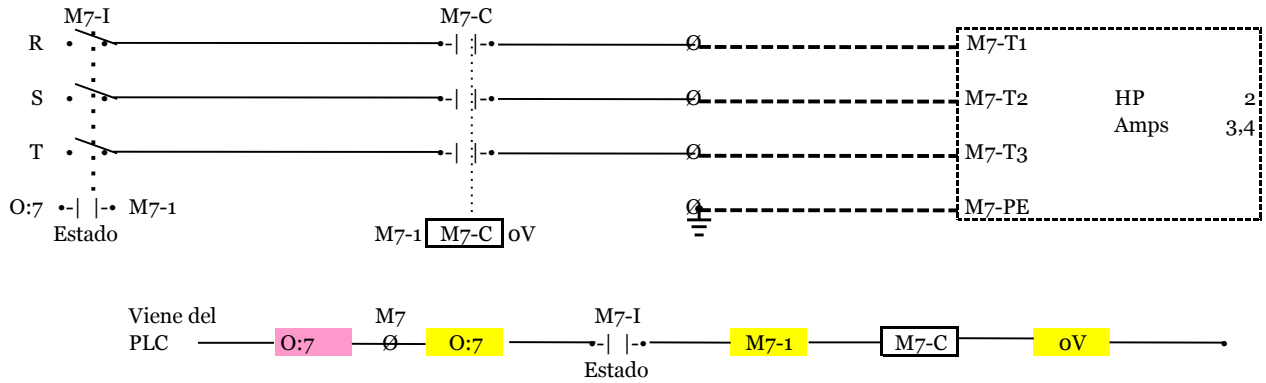 M7-I M7-C
R M7-T1
S M7-T2 HP 2
Amps 3,4
T M7-T3
O:7 M7-1 M7-PE
Estado M7-1 M7-C 0V
Viene del M7 M7-I
PLC O:7 Ø O:7 M7-1 M7-C 0V
Estado